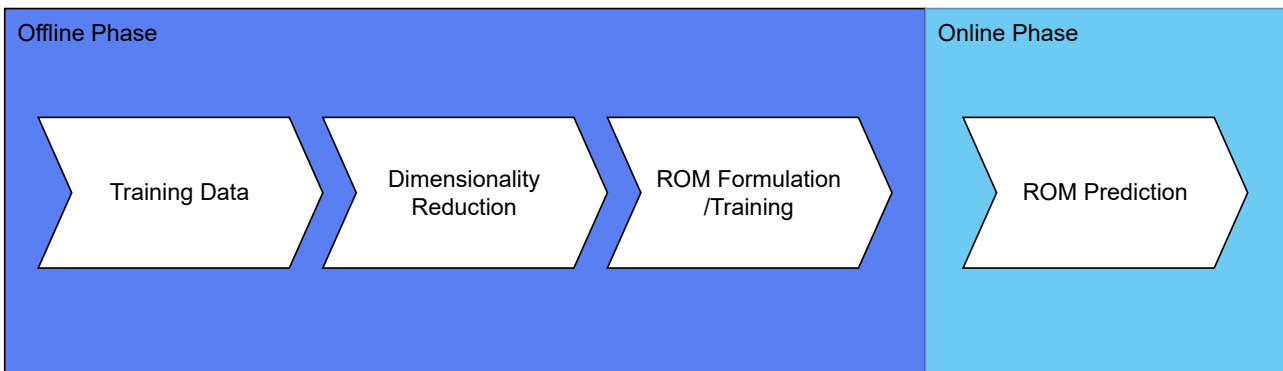 Offline Phase
Online Phase
Training Data
Dimensionality
Reduction
ROM Formulation
/Training
ROM Prediction